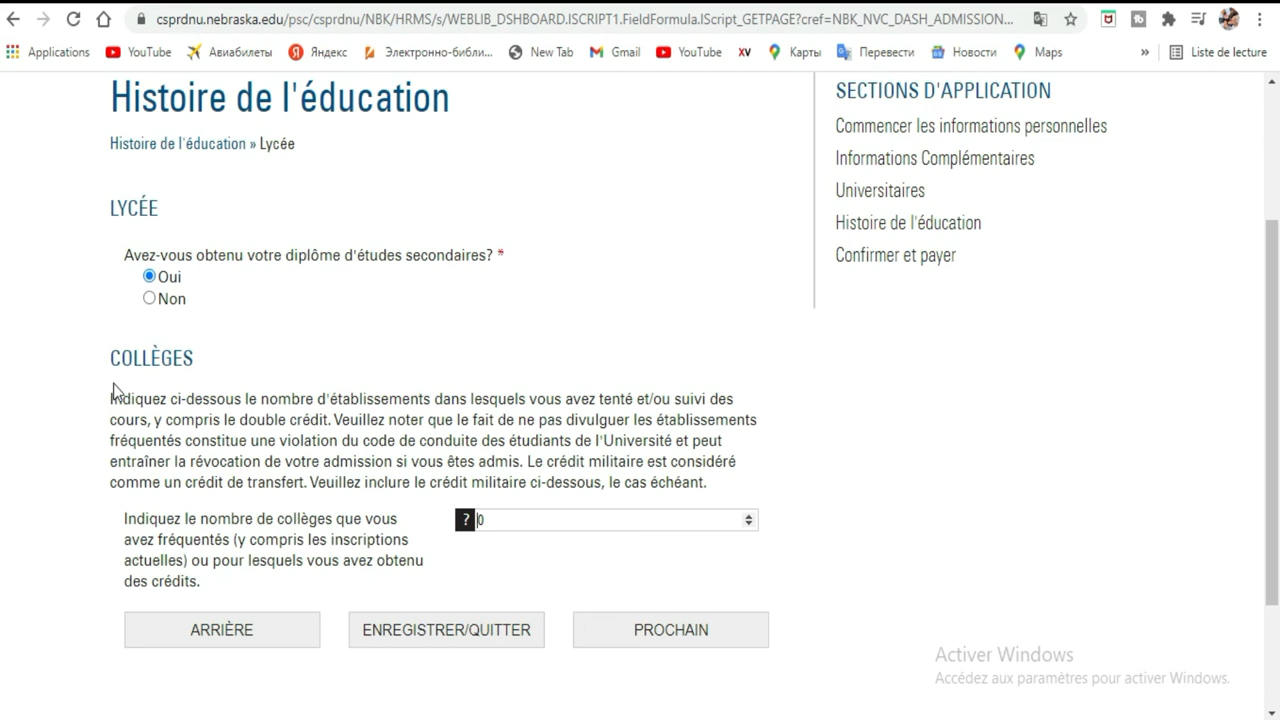 csprdnu.nebraska.edu/psc/csprdnu/NBK/HRMS/s/WEBLIB_DSHBOARD.ISCRIPT1.FieldFormula.IScript_GETPAGE?cref=NBK_NVC_DASH_ADMISSION...
Applications YouTube Авиабилеты Яндекс Электронно-библи... New Tab Gmail YouTube XV Карты Перевести Новости Maps » Liste de lecture
Histoire de l'éducation
Histoire de l'éducation » Lycée
LYCÉE
Avez-vous obtenu votre diplôme d'études secondaires? *
Oui
Non
COLLÈGES
Indiquez ci-dessous le nombre d'établissements dans lesquels vous avez tenté et/ou suivi des
cours, y compris le double crédit. Veuillez noter que le fait de ne pas divulguer les établissements
fréquentés constitue une violation du code de conduite des étudiants de l'Université et peut
entraîner la révocation de votre admission si vous êtes admis. Le crédit militaire est considéré
comme un crédit de transfert. Veuillez inclure le crédit militaire ci-dessous, le cas échéant.
Indiquez le nombre de collèges que vous
avez fréquentés (y compris les inscriptions
actuelles) ou pour lesquels vous avez obtenu
des crédits.
? 0
ARRIÈRE ENREGISTRER/QUITTER PROCHAIN
SECTIONS D'APPLICATION
Commencer les informations personnelles
Informations Complémentaires
Universitaires
Histoire de l'éducation
Confirmer et payer
Activer Windows
Accédez aux paramètres pour activer Windows.